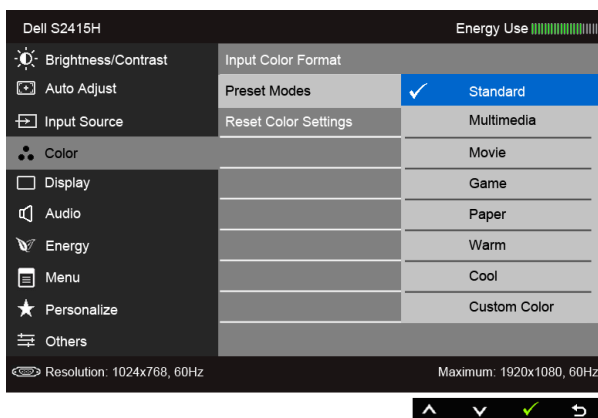 Dell S2415H Energy Use
Brightness/Contrast Input Color Format
Auto Adjust Preset Modes Standard
Input Source Reset Color Settings Multimedia
Color Movie
Display Game
Audio Paper
Energy Warm
Menu Cool
Personalize Custom Color
Others
Resolution: 1024x768, 60Hz Maximum: 1920x1080, 60Hz